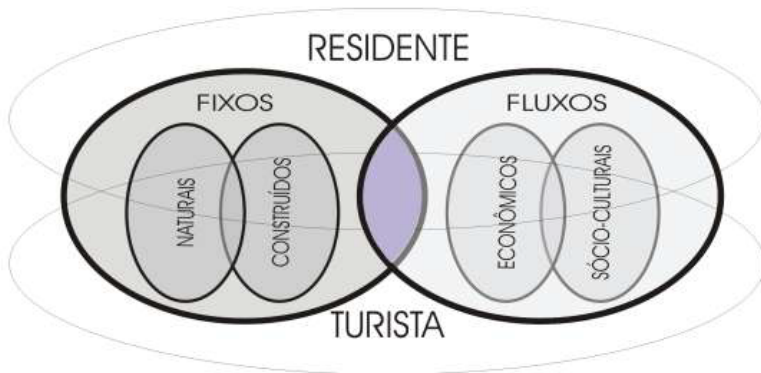 RESIDENTE
FIXOS
FLUXOS
NATURAIS
CONSTRUÍDOS
ECONÔMICOS
SÓCIO-CULTURAIS
TURISTA